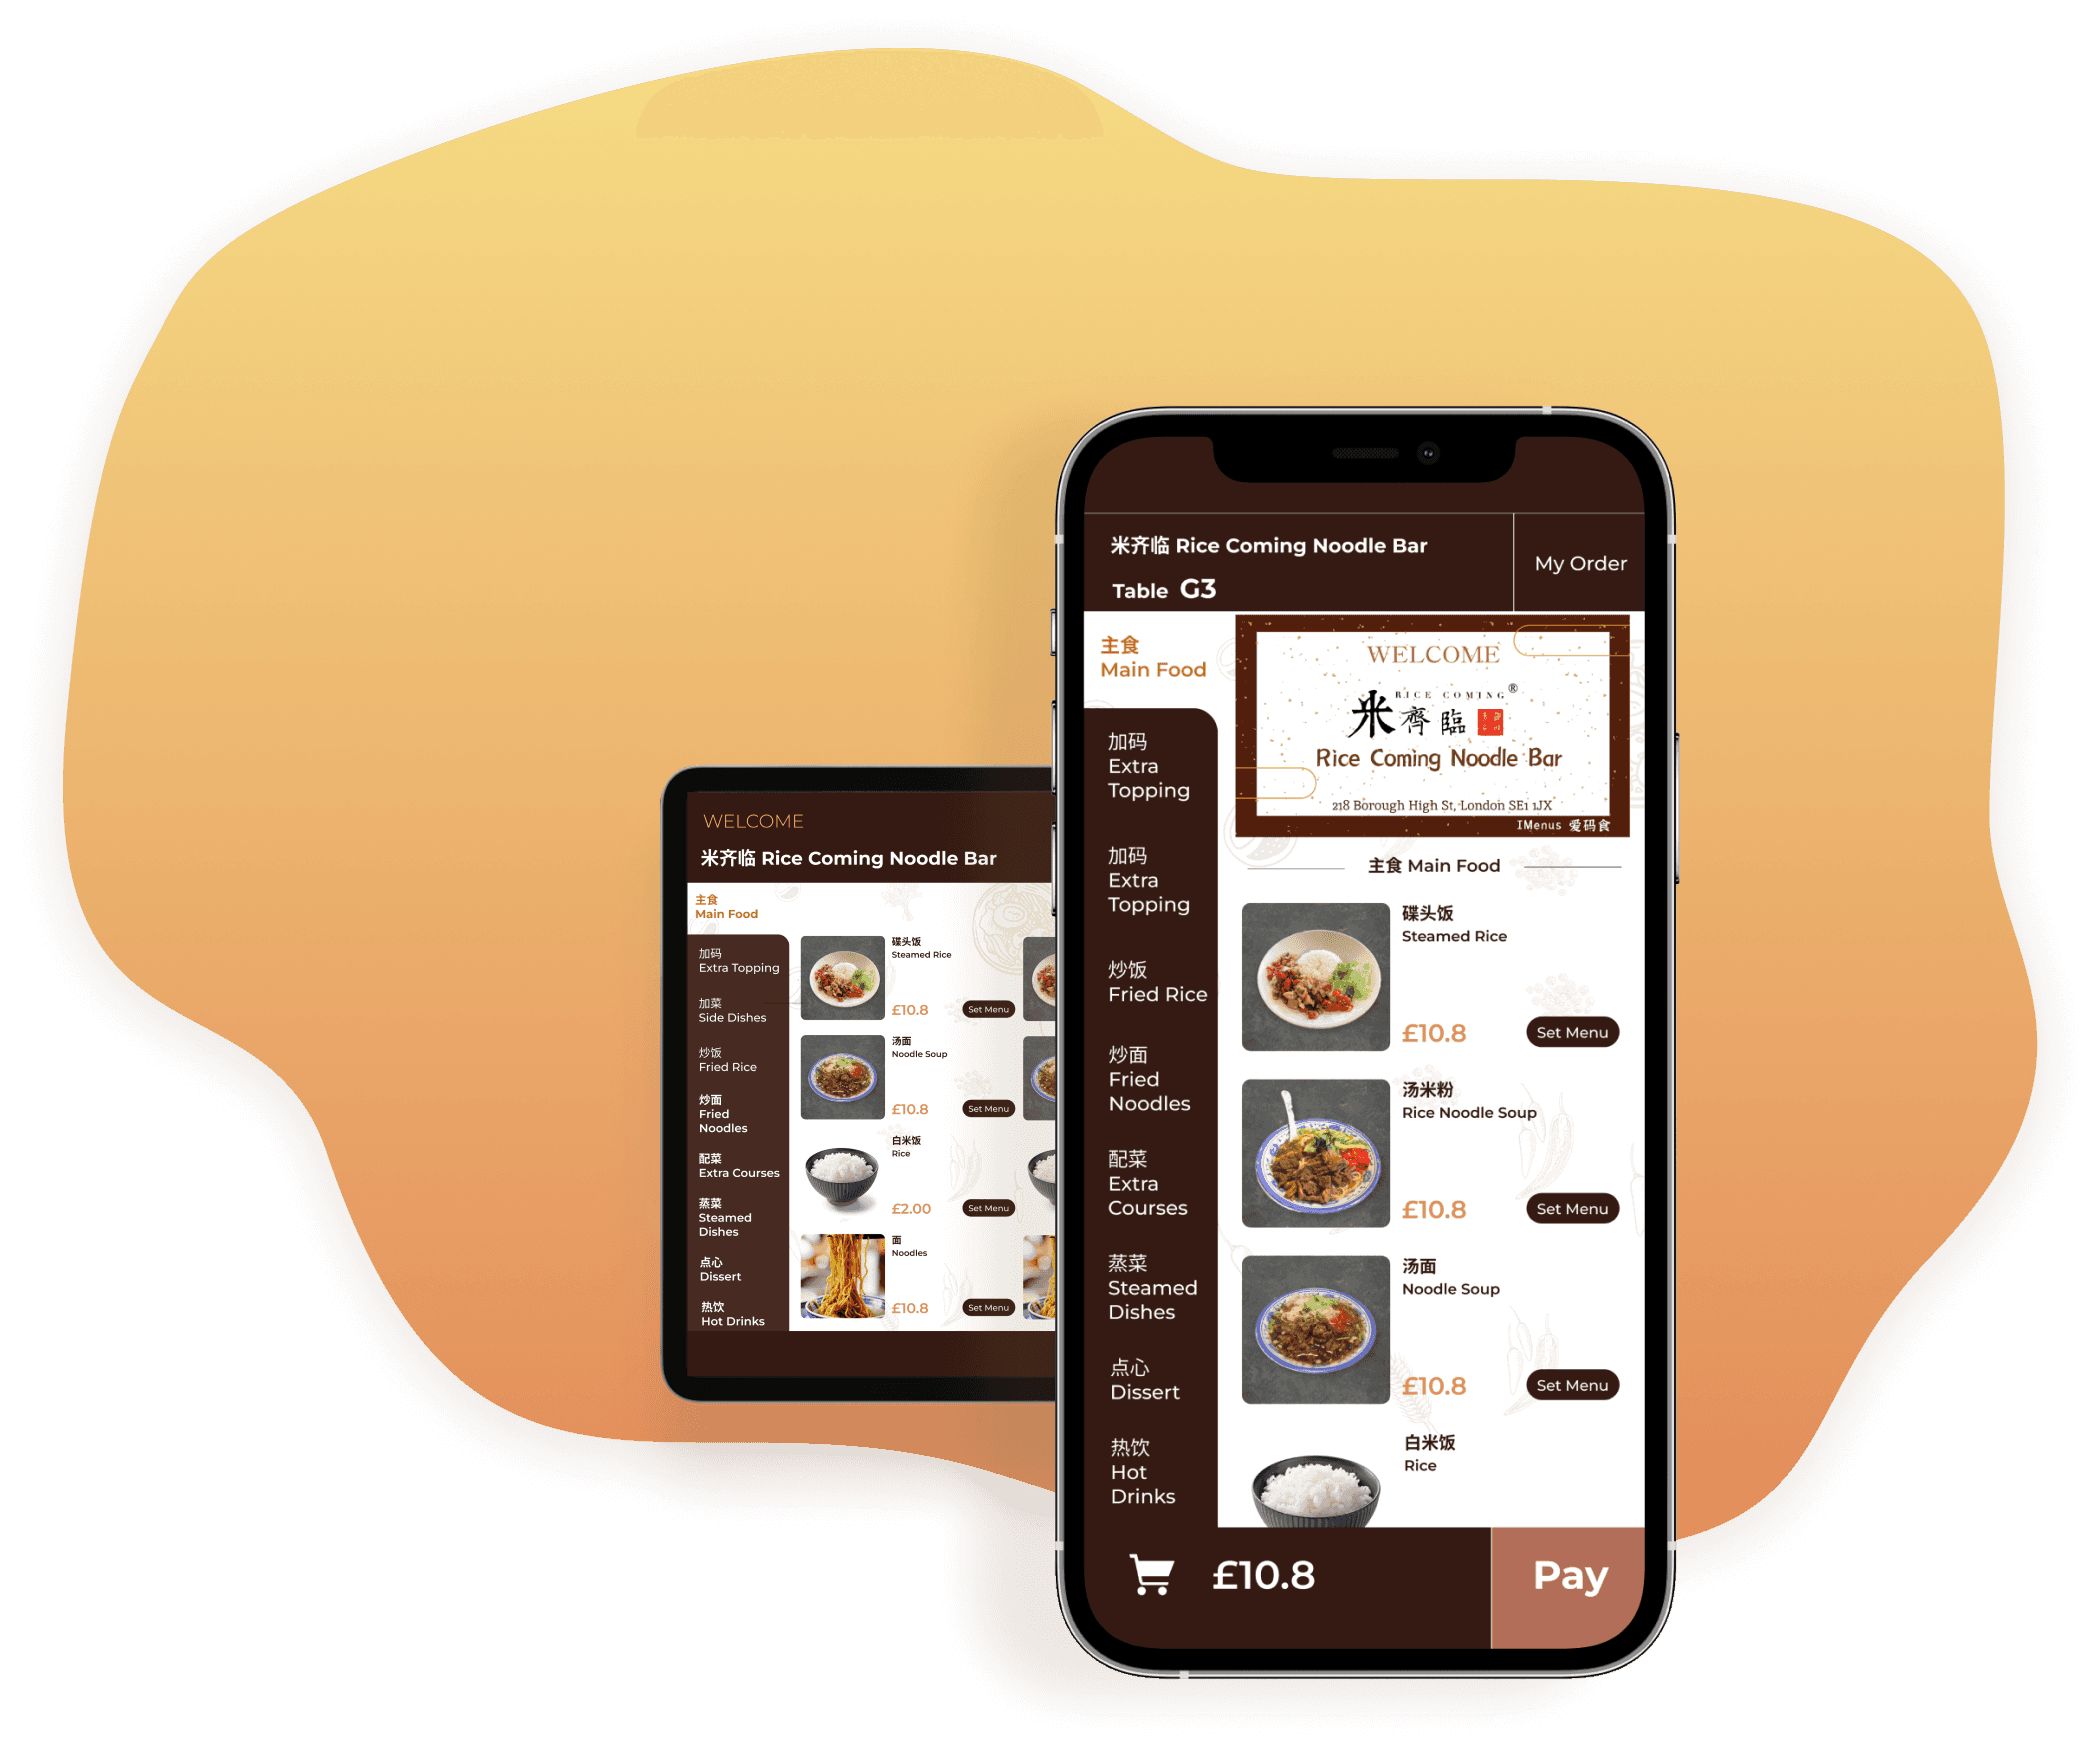 WELCOME
米齐临 Rice Coming Noodle Bar
主食
Main Food
加码
Extra Topping
加菜
Side Dishes
炒饭
Fried Rice
炒面
Fried
Noodles
配菜
Extra Courses
蒸菜
Steamed
Dishes
点心
Dissert
热饮
Hot Drinks
碟头饭
Steamed Rice
£10.8
Set Menu
汤面
Noodle Soup
£10.8
Set Menu
白米饭
Rice
£2.00
Set Menu
面
Noodles
£10.8
Set Menu
米齐临 Rice Coming Noodle Bar
Table G3
My Order
主食
Main Food
加码
Extra
Topping
加码
Extra
Topping
炒饭
Fried Rice
炒面
Fried
Noodles
配菜
Extra
Courses
蒸菜
Steamed
Dishes
点心
Dissert
热饮
Hot
Drinks
WELCOME
RICE COMING®
米齊臨
Rice Coming Noodle Bar
218 Borough High St, London SE1 1JX
IMenus 爱码食
主食 Main Food
碟头饭
Steamed Rice
£10.8
Set Menu
汤米粉
Rice Noodle Soup
£10.8
Set Menu
汤面
Noodle Soup
£10.8
Set Menu
白米饭
Rice
£10.8
Pay